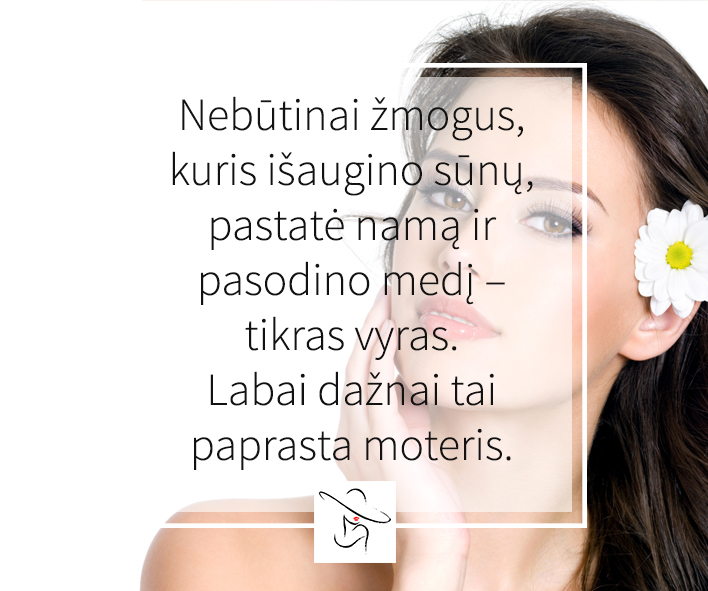 Nebūtinai žmogus,
kuris išaugino sūnų,
pastatė namą ir
pasodino medį –
tikras vyras.
Labai dažnai tai
paprasta moteris.